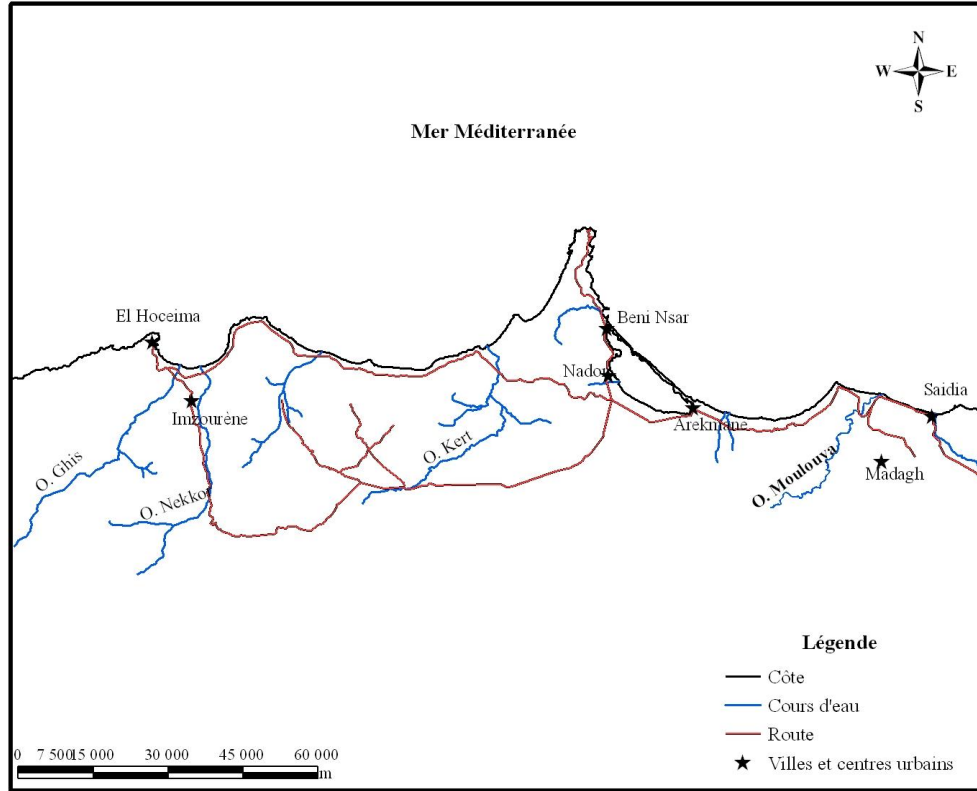 N
W E
S
Mer Méditerranée
El Hoceima
Beni Nsar
Nador
Imzourène
Arekmane
Saidia
Madagh
O. Ghis
O. Kert
O. Nekko
O. Moulouya
Légende
Côte
Cours d'eau
Route
Villes et centres urbains
0 7 500 15 000 30 000 45 000 60 000
m